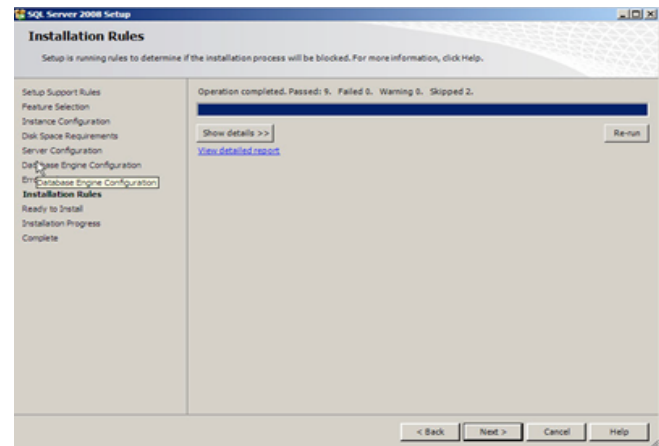 SQL Server 2008 Setup
Installation Rules
Setup is running rules to determine if the installation process will be blocked. For more information, click Help.
Setup Support Rules
Feature Selection
Instance Configuration
Disk Space Requirements
Server Configuration
Database Engine Configuration
Database Engine Configuration
Installation Rules
Ready to Install
Installation Progress
Complete
Operation completed. Passed: 9. Failed 0. Warning 0. Skipped 2.
Show details >>
Re-run
View detailed report
< Back
Next >
Cancel
Help